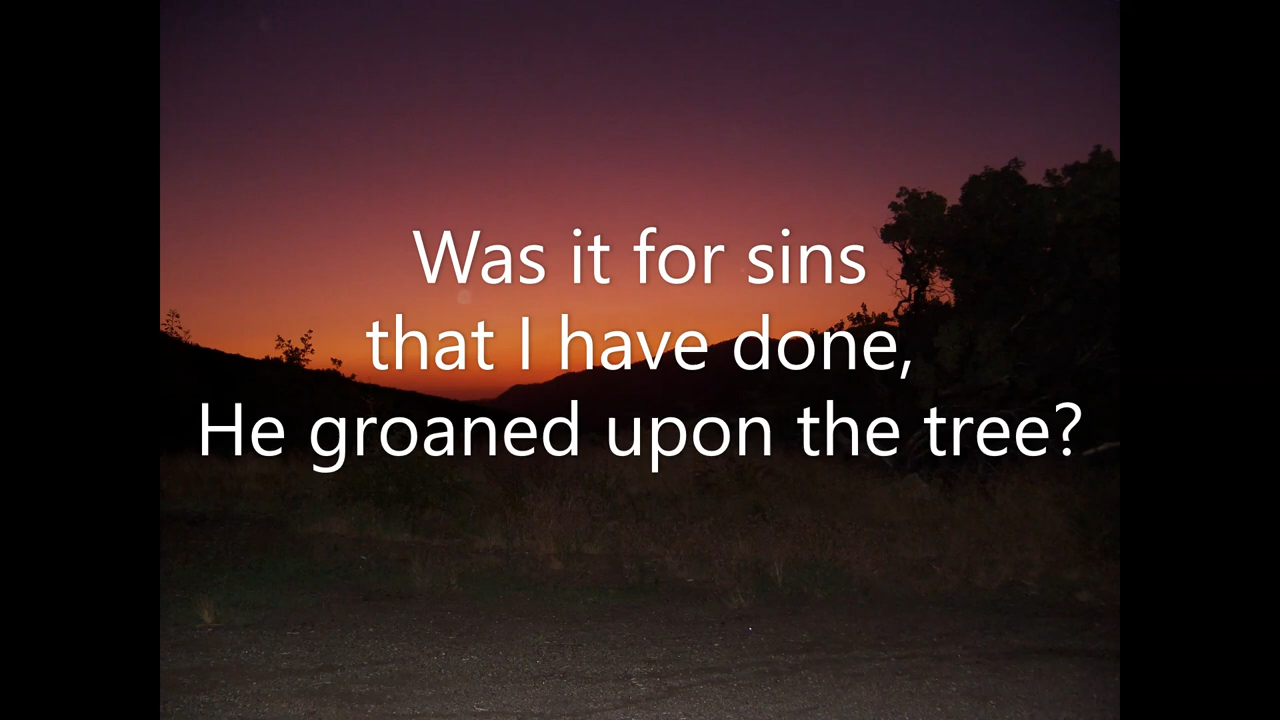 Was it for sins
that I have done,
He groaned upon the tree?